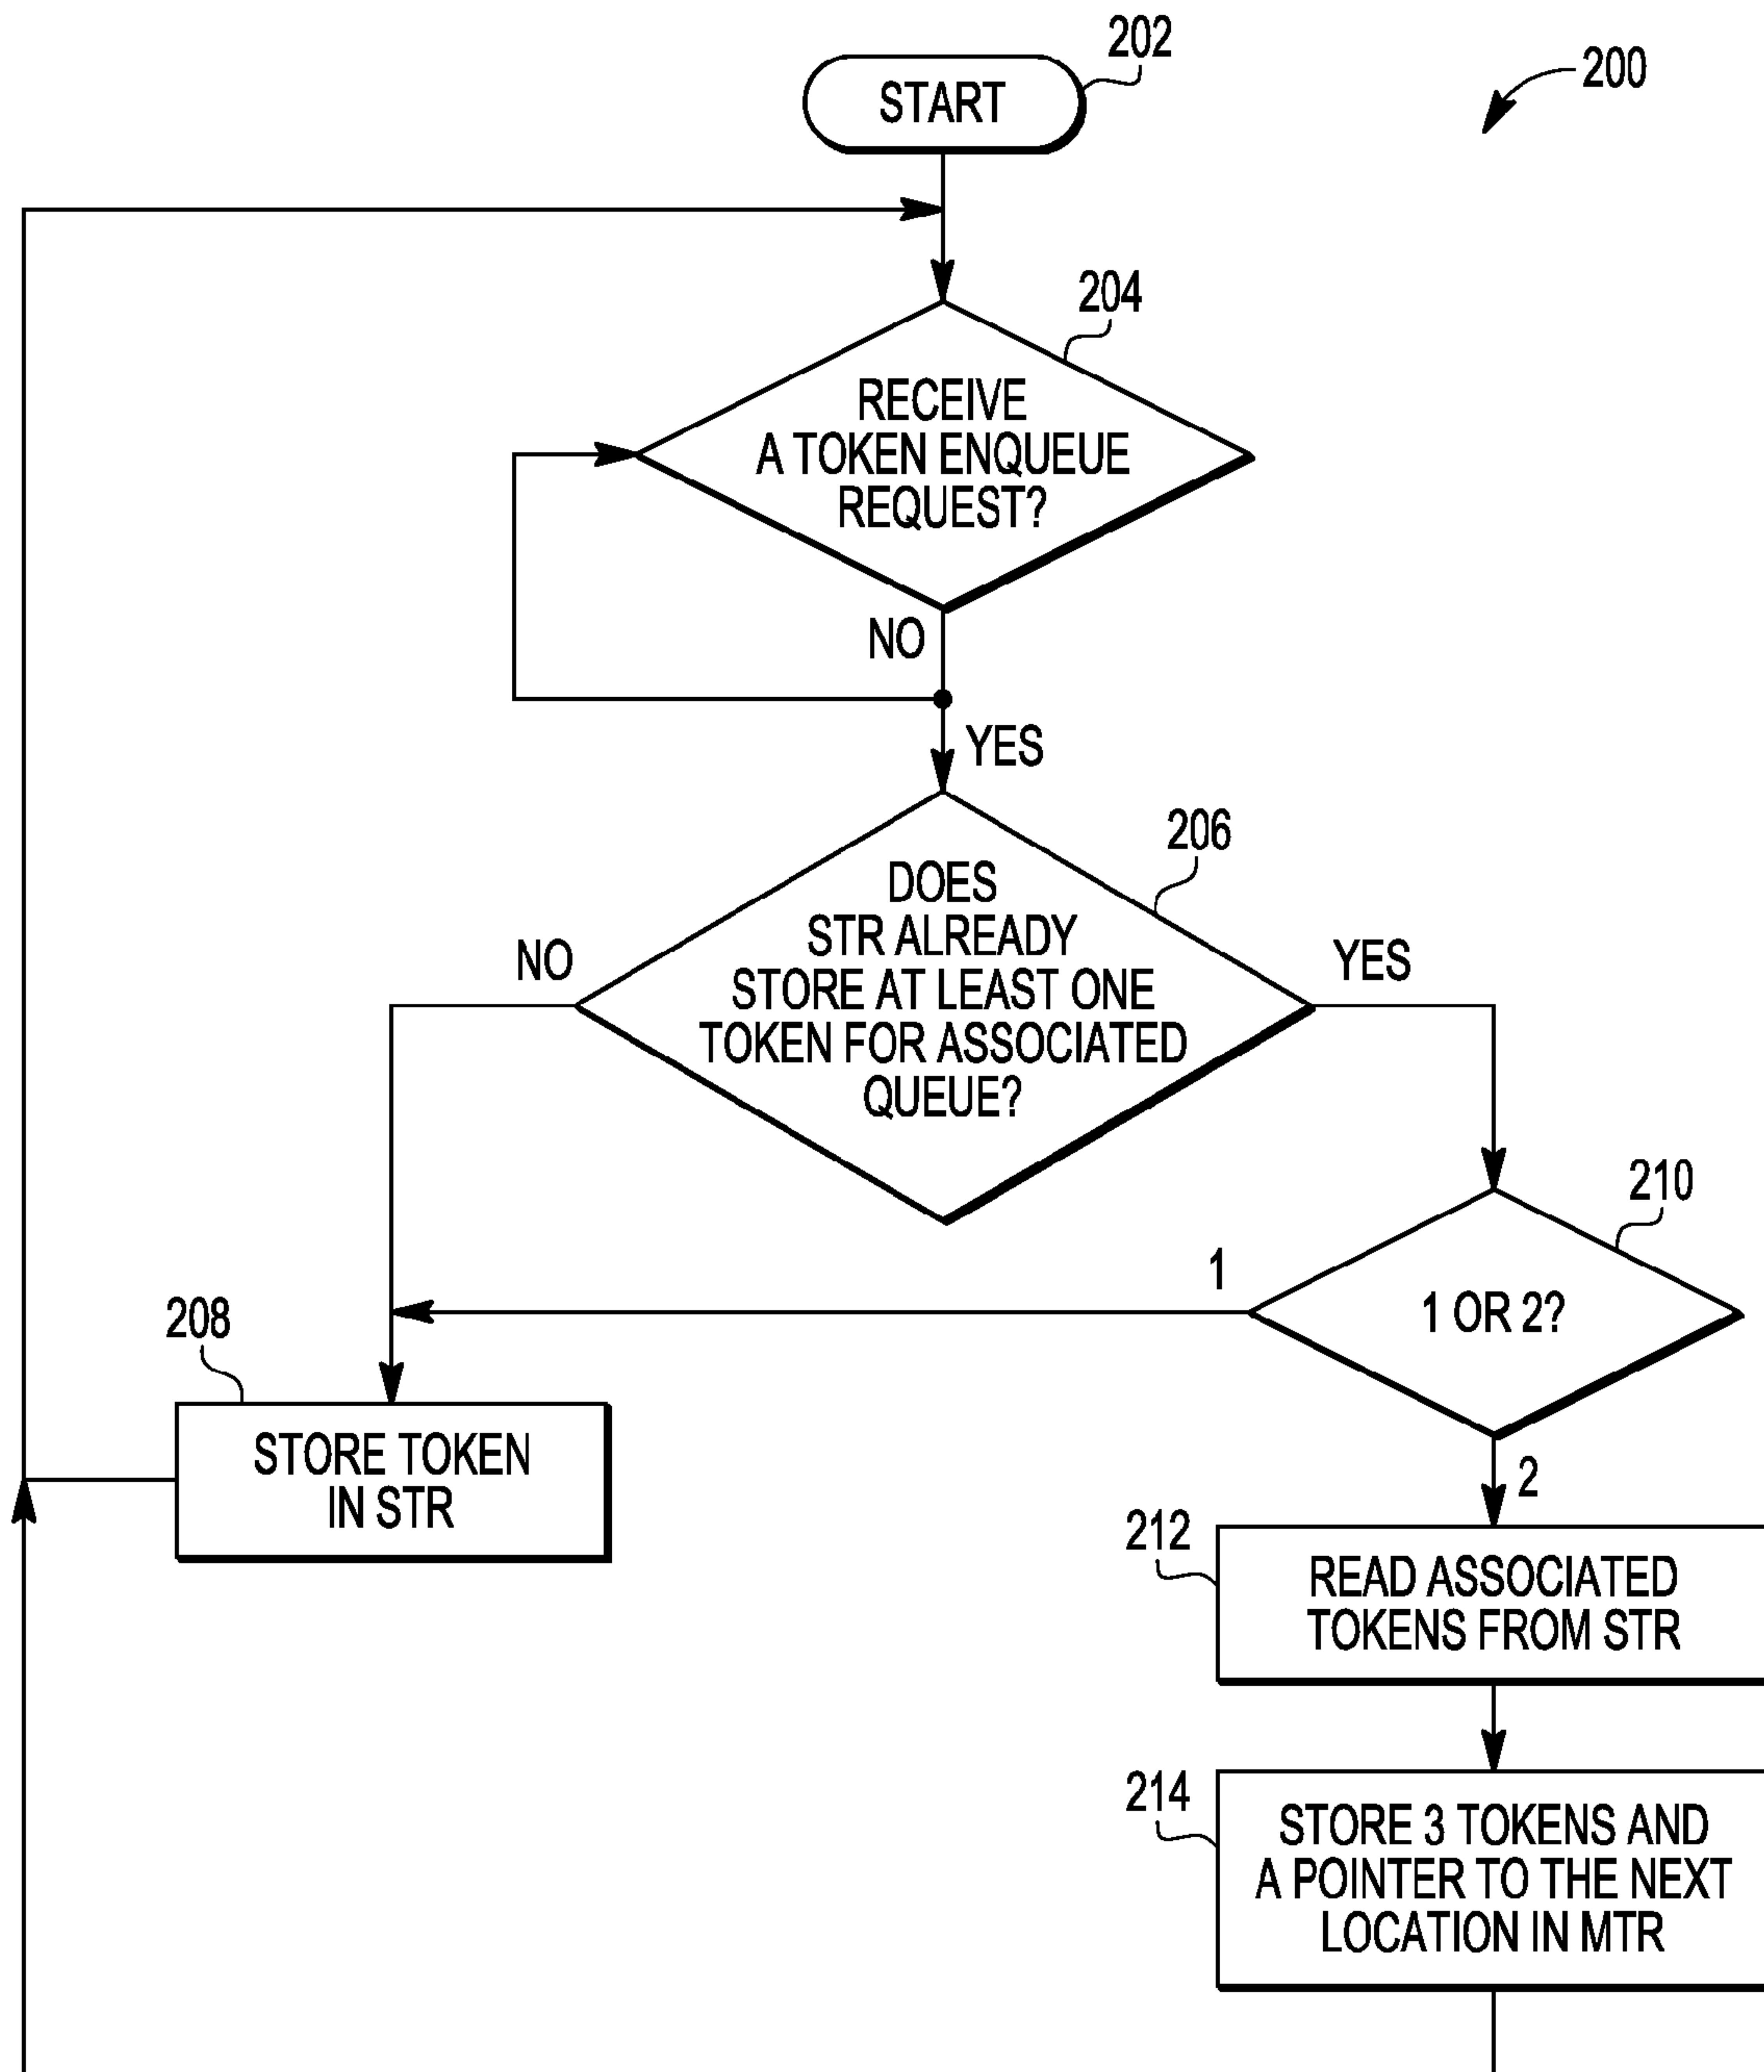 202
START
200
204
RECEIVE
A TOKEN ENQUEUE
REQUEST?
NO
YES
206
DOES
STR ALREADY
STORE AT LEAST ONE
TOKEN FOR ASSOCIATED
QUEUE?
NO
YES
210
1
1 OR 2?
208
STORE TOKEN
IN STR
2
212
READ ASSOCIATED
TOKENS FROM STR
214
STORE 3 TOKENS AND
A POINTER TO THE NEXT
LOCATION IN MTR